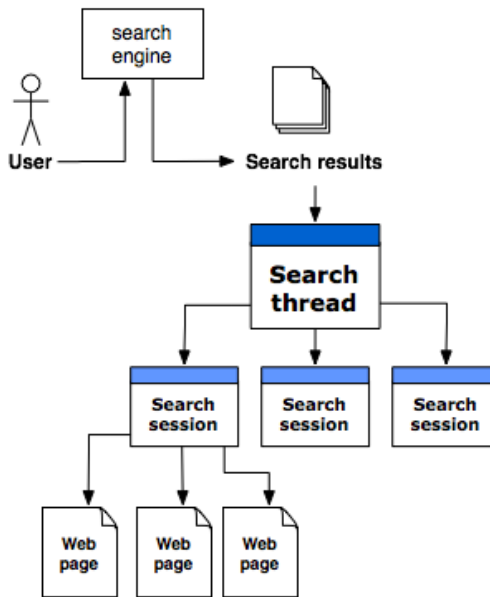 search
engine
User
Search results
Search
thread
Search
session
Search
session
Search
session
Web
page
Web
page
Web
page